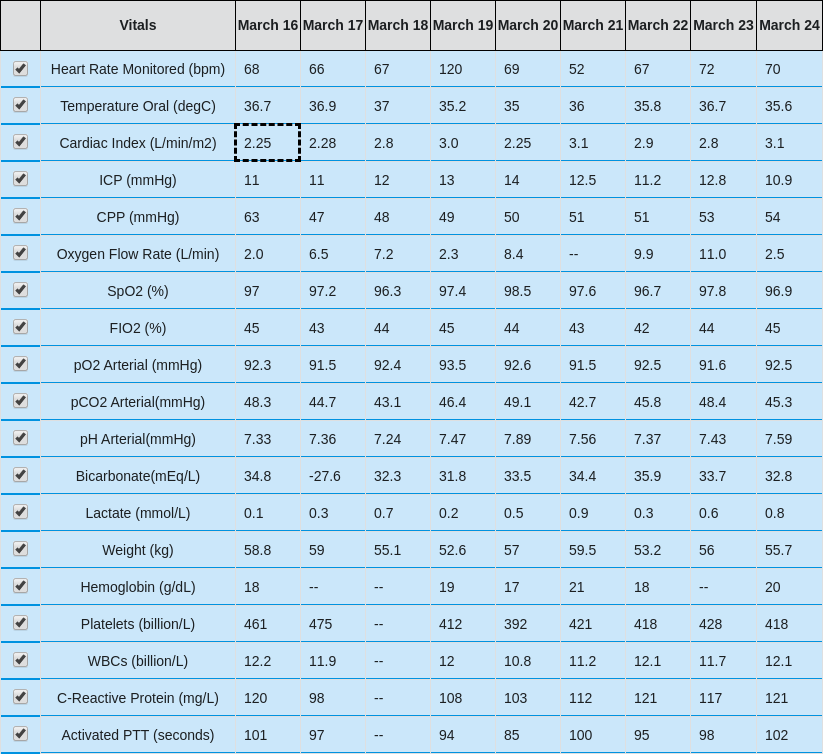 Vitals March 16 March 17 March 18 March 19 March 20 March 21 March 22 March 23 March 24
Heart Rate Monitored (bpm) 68 66 67 120 69 52 67 72 70
Temperature Oral (degC) 36.7 36.9 37 35.2 35 36 35.8 36.7 35.6
Cardiac Index (L/min/m2) 2.25 2.28 2.8 3.0 2.25 3.1 2.9 2.8 3.1
ICP (mmHg) 11 11 12 13 14 12.5 11.2 12.8 10.9
CPP (mmHg) 63 47 48 49 50 51 51 53 54
Oxygen Flow Rate (L/min) 2.0 6.5 7.2 2.3 8.4 -- 9.9 11.0 2.5
SpO2 (%) 97 97.2 96.3 97.4 98.5 97.6 96.7 97.8 96.9
FIO2 (%) 45 43 44 45 44 43 42 44 45
pO2 Arterial (mmHg) 92.3 91.5 92.4 93.5 92.6 91.5 92.5 91.6 92.5
pCO2 Arterial(mmHg) 48.3 44.7 43.1 46.4 49.1 42.7 45.8 48.4 45.3
pH Arterial(mmHg) 7.33 7.36 7.24 7.47 7.89 7.56 7.37 7.43 7.59
Bicarbonate(mEq/L) 34.8 -27.6 32.3 31.8 33.5 34.4 35.9 33.7 32.8
Lactate (mmol/L) 0.1 0.3 0.7 0.2 0.5 0.9 0.3 0.6 0.8
Weight (kg) 58.8 59 55.1 52.6 57 59.5 53.2 56 55.7
Hemoglobin (g/dL) 18 -- -- 19 17 21 18 -- 20
Platelets (billion/L) 461 475 -- 412 392 421 418 428 418
WBCs (billion/L) 12.2 11.9 -- 12 10.8 11.2 12.1 11.7 12.1
C-Reactive Protein (mg/L) 120 98 -- 108 103 112 121 117 121
Activated PTT (seconds) 101 97 -- 94 85 100 95 98 102